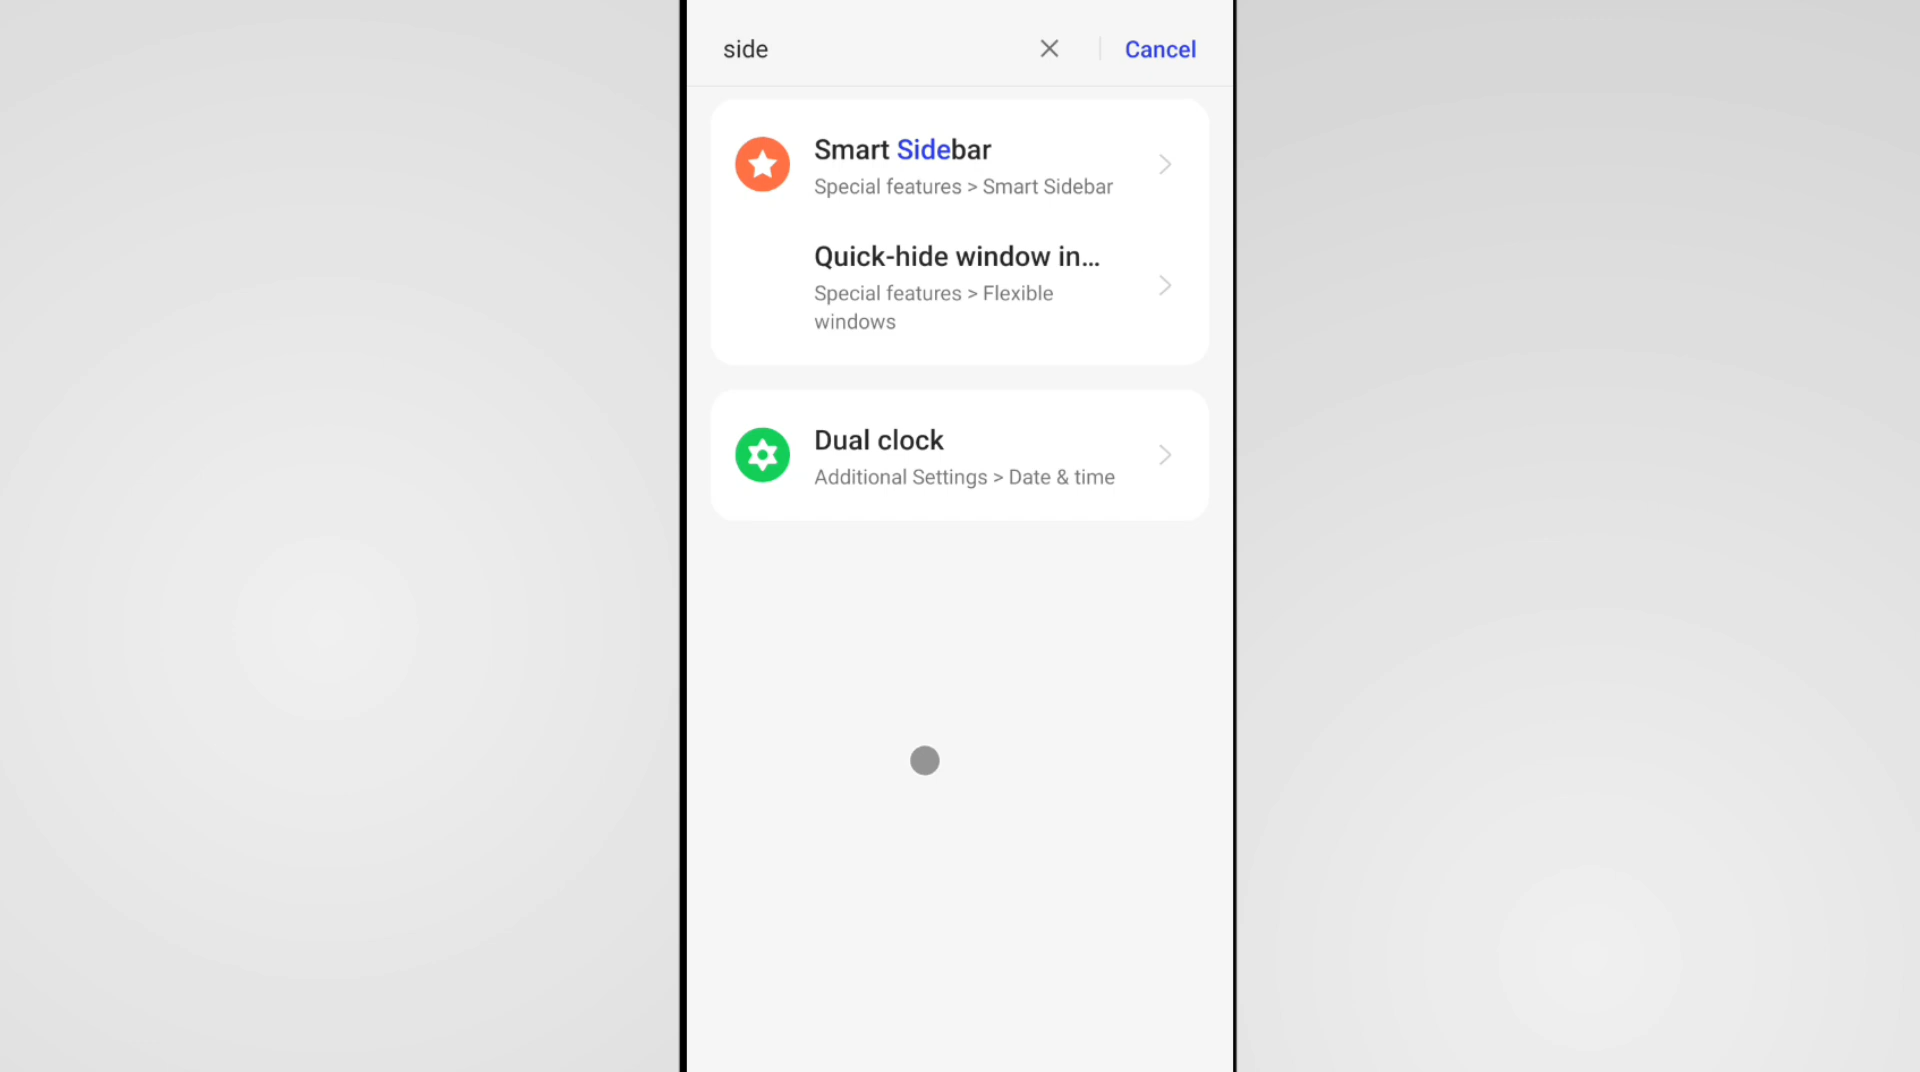 side
Cancel
Smart Sidebar
Special features > Smart Sidebar
Quick-hide window in...
Special features > Flexible
windows
Dual clock
Additional Settings > Date & time